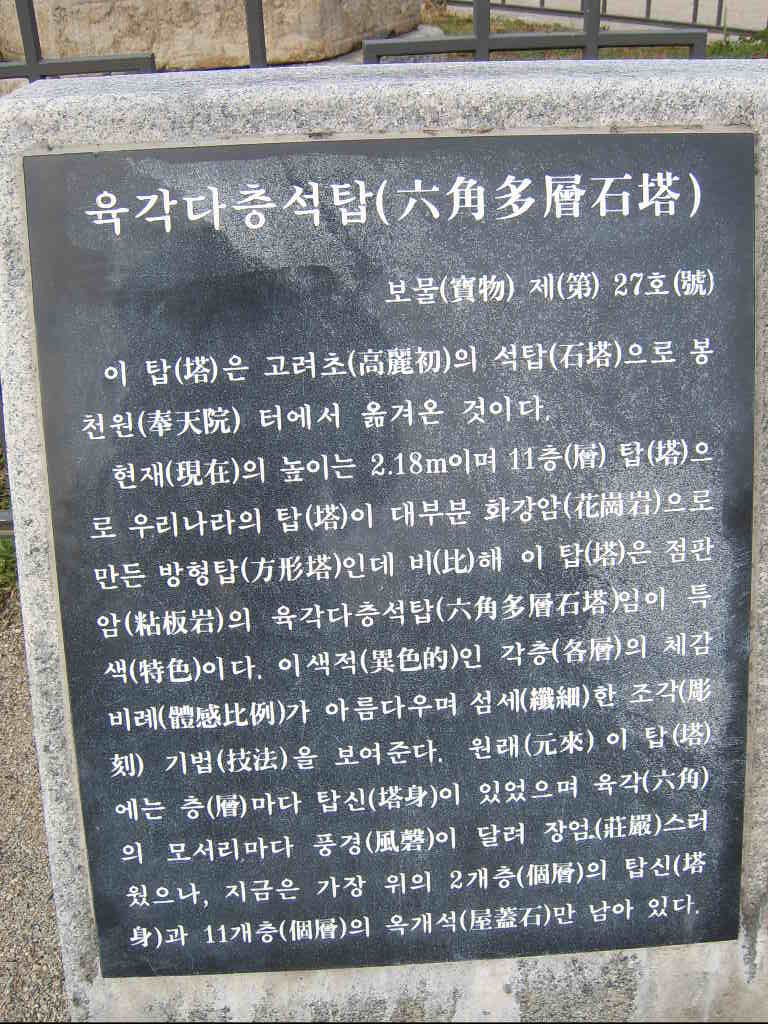 육각다층석탑(六角多層石塔)
보물(寶物) 제(第) 27호(號)
이 탑(塔)은 고려초(高麗初)의 석탑(石塔)으로 봉
천원(奉天院) 터에서 옮겨온 것이다.
현재(現在)의 높이는 2.18m이며 11층(層) 탑(塔)으
로 우리나라의 탑(塔)이 대부분 화강암(花崗岩)으로
만든 방형탑(方形塔)인데 비(比)해 이 탑(塔)은 점판
암(粘板岩)의 육각다층석탑(六角多層石塔)임이 특
색(特色)이다. 이색적(異色的)인 각층(各層)의 체감
비례(體感比例)가 아름다우며 섬세(纖細)한 조각(彫
刻) 기법(技法)을 보여준다. 원래(元來) 이 탑(塔)
에는 층(層)마다 탑신(塔身)이 있었으며 육각(六角)
의 모서리마다 풍경(風磬)이 달려 장엄(莊嚴)스러
웠으나, 지금은 가장 위의 2개층(個層)의 탑신(塔
身)과 11개층(個層)의 옥개석(屋蓋石)만 남아 있다.